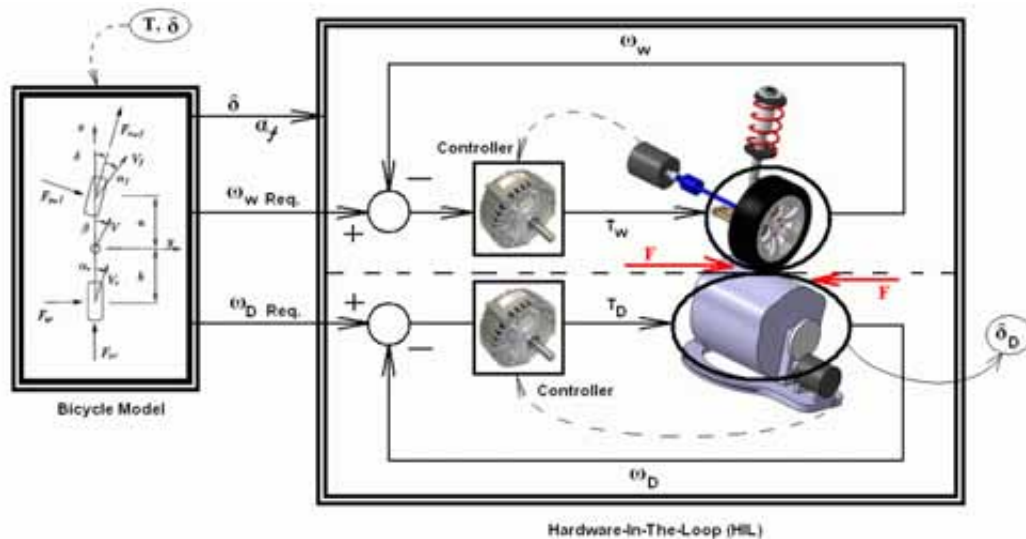 T, δ
ω_w
δ
α_f
Controller
ω_w Req.
T_w
F
F
ω_D Req.
T_D
δ_D
Controller
Bicycle Model
ω_D
Hardware-In-The-Loop (HIL)